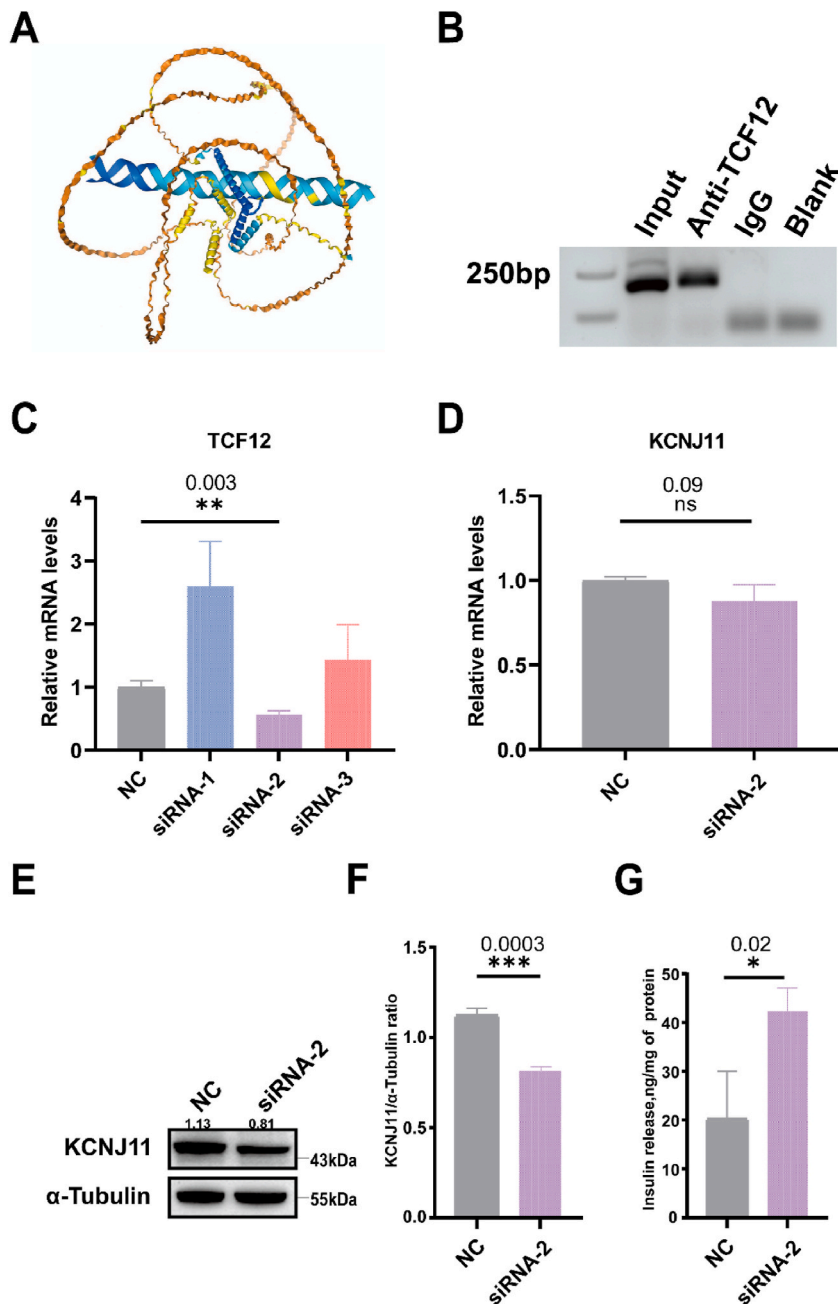 A
B
Input
Anti-TCF12
IgG
Blank
250bp
C
TCF12
0.003
**
Relative mRNA levels
4
3
2
1
0
NC
siRNA-1
siRNA-2
siRNA-3
D
KCNJ11
0.09
ns
Relative mRNA levels
1.5
1.0
0.5
0.0
NC
siRNA-2
E
NC
siRNA-2
1.13
0.81
KCNJ11
43kDa
α-Tubulin
55kDa
F
0.0003
***
KCNJ11/α-Tubulin ratio
1.5
1.0
0.5
0.0
NC
siRNA-2
G
0.02
*
Insulin release,ng/mg of protein
50
40
30
20
10
0
NC
siRNA-2